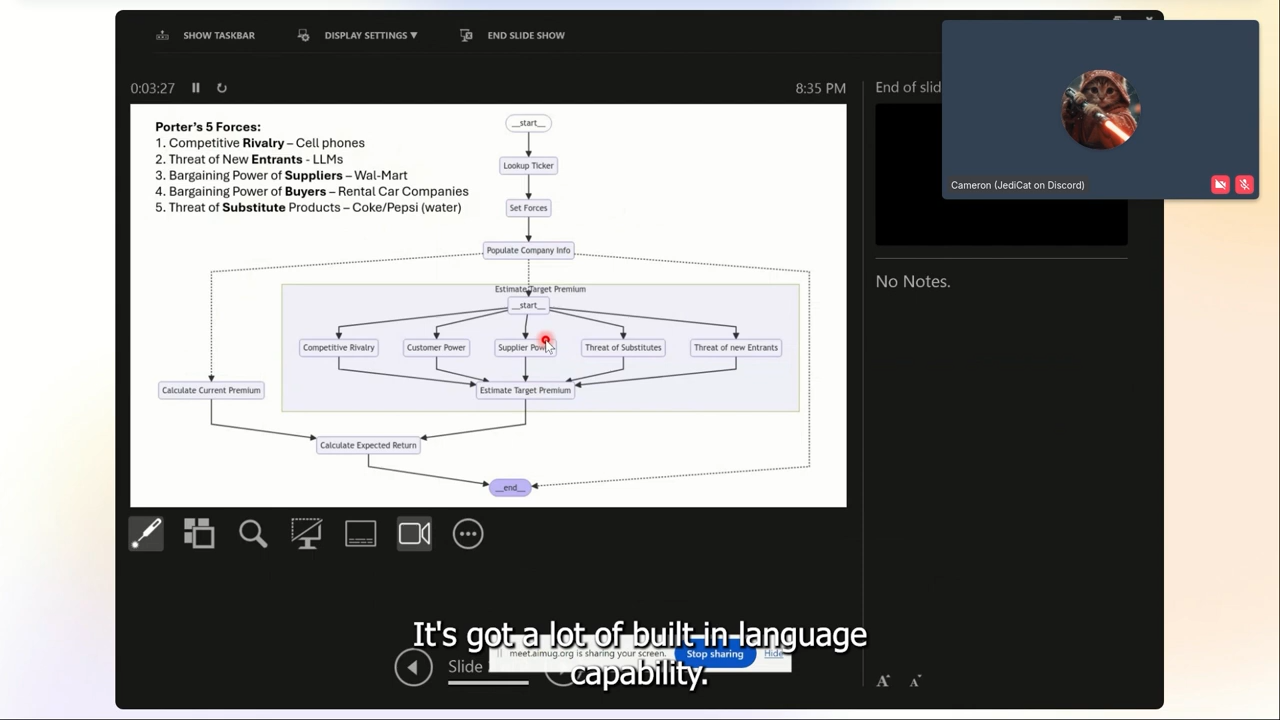 SHOW TASKBAR
DISPLAY SETTINGS ▼
END SLIDE SHOW
0:03:27
8:35 PM
End of slid
Cameron (JediCat on Discord)
No Notes.
Porter's 5 Forces:
1. Competitive Rivalry – Cell phones
2. Threat of New Entrants - LLMs
3. Bargaining Power of Suppliers – Wal-Mart
4. Bargaining Power of Buyers – Rental Car Companies
5. Threat of Substitute Products – Coke/Pepsi (water)
__start__
Lookup Ticker
Set Forces
Populate Company Info
Estimate Target Premium
__start__
Competitive Rivalry
Customer Power
Supplier
Threat of Substitutes
Threat of new Entrants
Calculate Current Premium
Estimate Target Premium
Calculate Expected Return
__end__
It's got a lot of built-in language
capability.
meet.aimug.org is sharing your screen.
Stop sharing
Hide
Slide
A
A